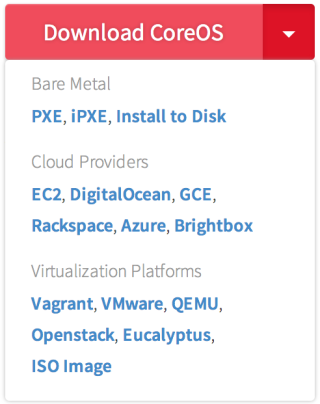 Download CoreOS
Bare Metal
PXE, iPXE, Install to Disk
Cloud Providers
EC2, DigitalOcean, GCE,
Rackspace, Azure, Brightbox
Virtualization Platforms
Vagrant, VMware, QEMU,
Openstack, Eucalyptus,
ISO Image